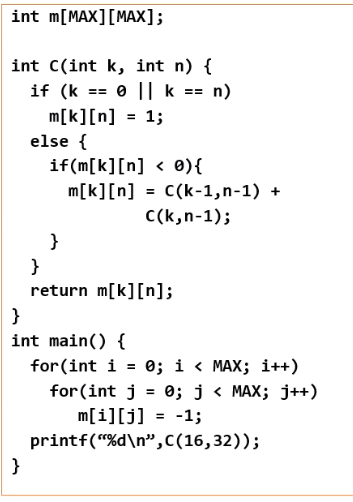 int m[MAX][MAX];
int C(int k, int n) {
if (k == 0 || k == n)
m[k][n] = 1;
else {
if(m[k][n] < 0){
m[k][n] = C(k-1,n-1) +
C(k,n-1);
}
}
return m[k][n];
}
int main() {
for(int i = 0; i < MAX; i++)
for(int j = 0; j < MAX; j++)
m[i][j] = -1;
printf(“%d\n”,C(16,32));
}